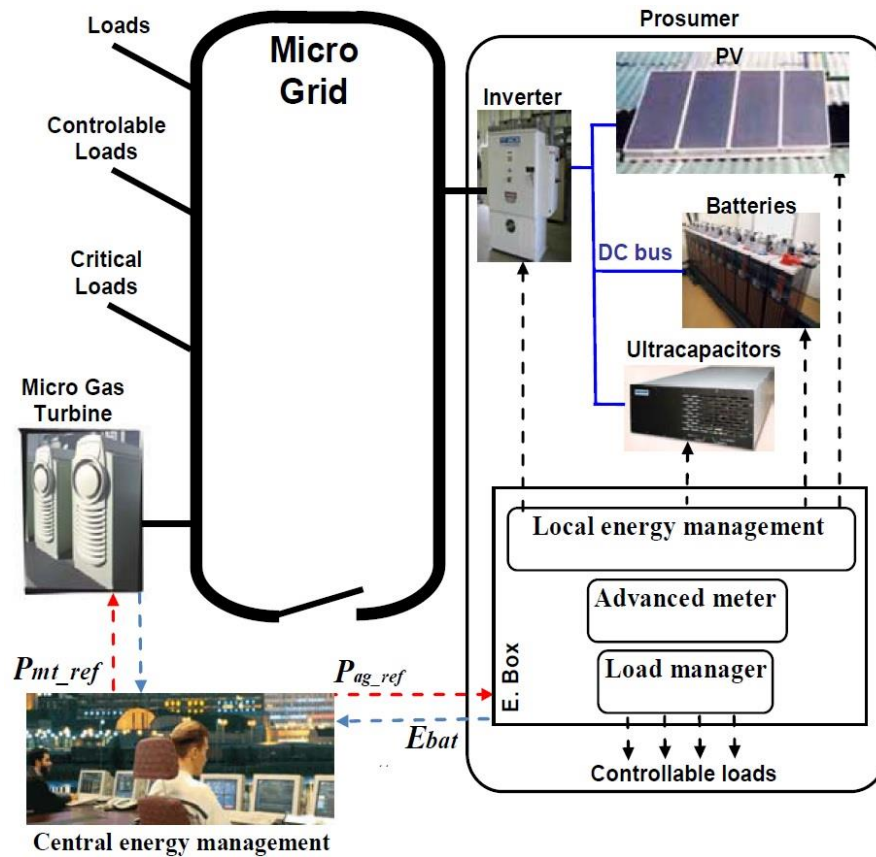 Loads
Controlable
Loads
Critical
Loads
Micro Gas
Turbine
Micro
Grid
Prosumer
PV
Inverter
Batteries
DC bus
Ultracapacitors
Local energy management
Advanced meter
Load manager
E. Box
Controllable loads
Pmt_ref
Pag_ref
Ebat
..
Central energy management